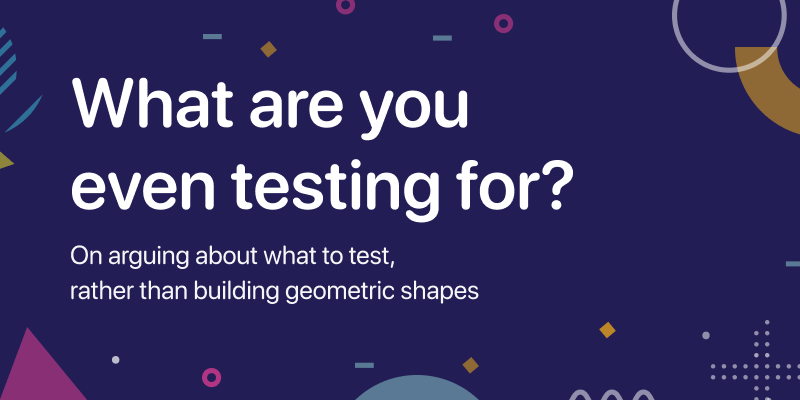 What are you
even testing for?
On arguing about what to test,
rather than building geometric shapes